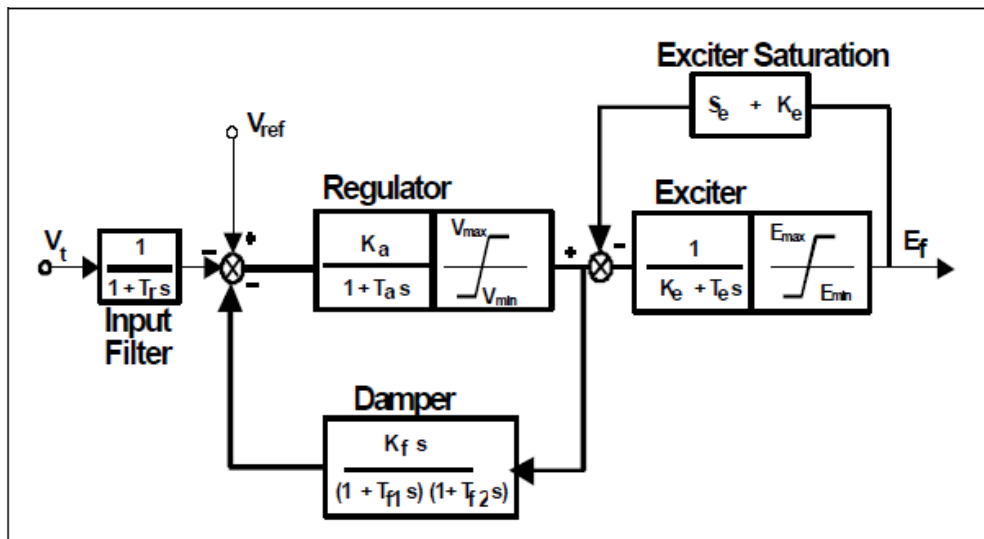 Exciter Saturation
Se + Ke
Vref
Regulator
Exciter
Vt
1
1 + Tr s
Input
Filter
-
+
-
Ka
1 + Ta s
Vmax
Vmin
+
-
1
Ke + Te s
Emax
Emin
Ef
Damper
Kf s
(1 + Tf1 s) (1+ Tf2 s)